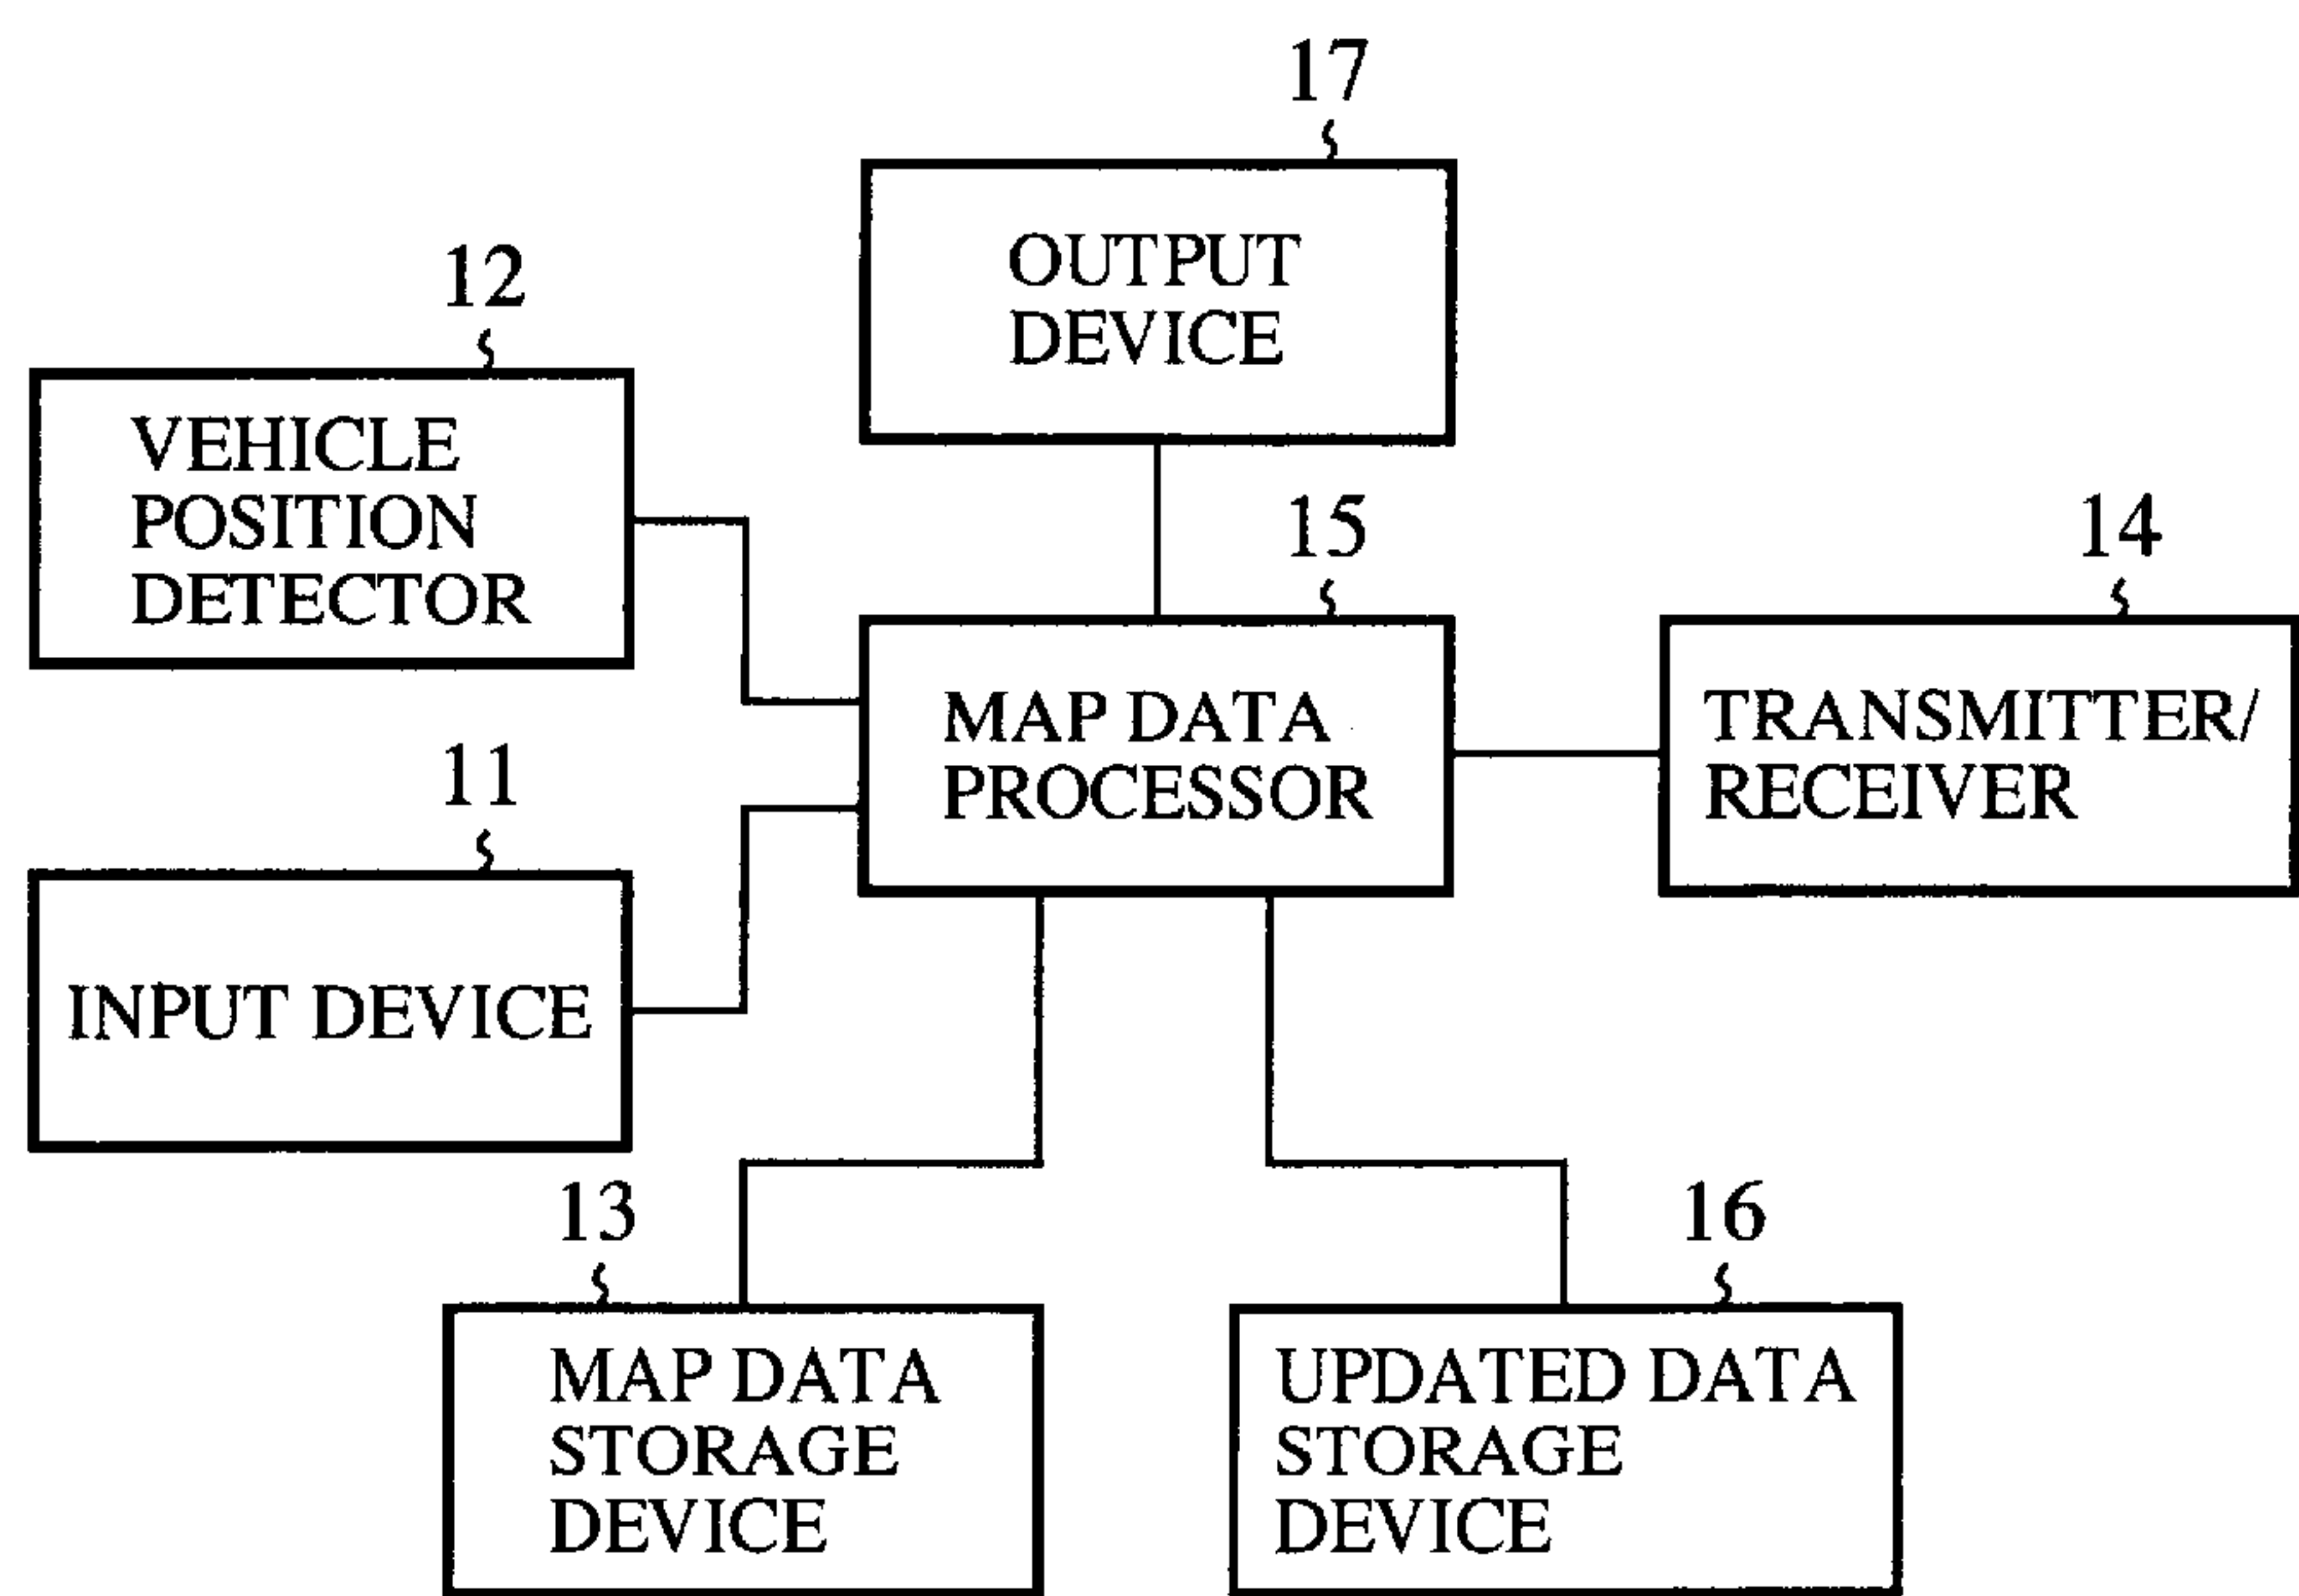 17
OUTPUT
DEVICE
12
VEHICLE
POSITION
DETECTOR
15
MAP DATA
PROCESSOR
14
TRANSMITTER/
RECEIVER
11
INPUT DEVICE
13
MAP DATA
STORAGE
DEVICE
16
UPDATED DATA
STORAGE
DEVICE